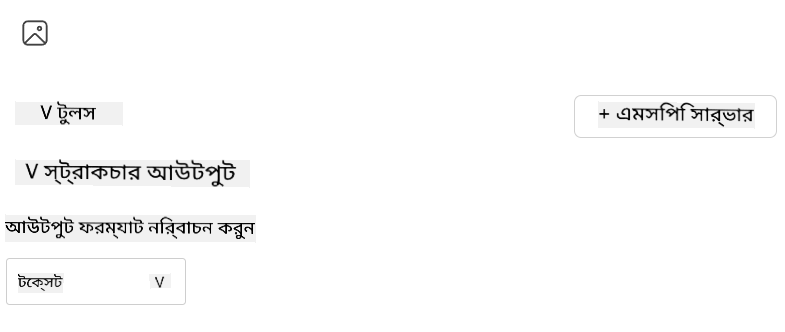 V টুলস
+ এমসিপি সার্ভার
V স্ট্রাকচার আউটপুট
আউটপুট ফরম্যাট নির্বাচন করুন
টেক্সট V